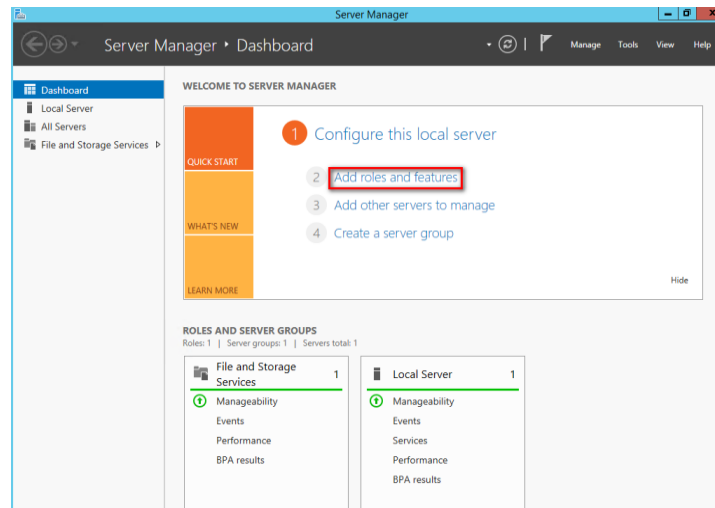 Server Manager
Server Manager ‣ Dashboard
Manage Tools View Help
Dashboard
Local Server
All Servers
File and Storage Services
WELCOME TO SERVER MANAGER
QUICK START
WHAT'S NEW
LEARN MORE
1 Configure this local server
2 Add roles and features
3 Add other servers to manage
4 Create a server group
Hide
ROLES AND SERVER GROUPS
Roles: 1 | Server groups: 1 | Servers total: 1
File and Storage
Services 1
Manageability
Events
Performance
BPA results
Local Server 1
Manageability
Events
Services
Performance
BPA results